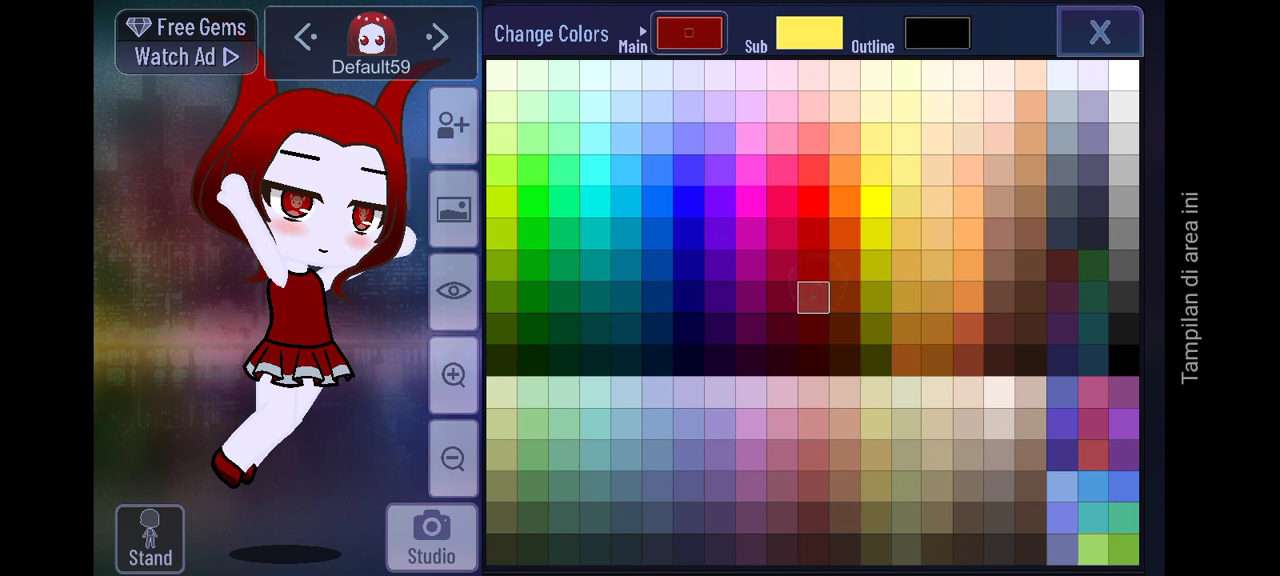 Free Gems
Watch Ad
Default59
Change Colors
Main
Sub
Outline
X
Stand
Studio
Tampilan di area ini